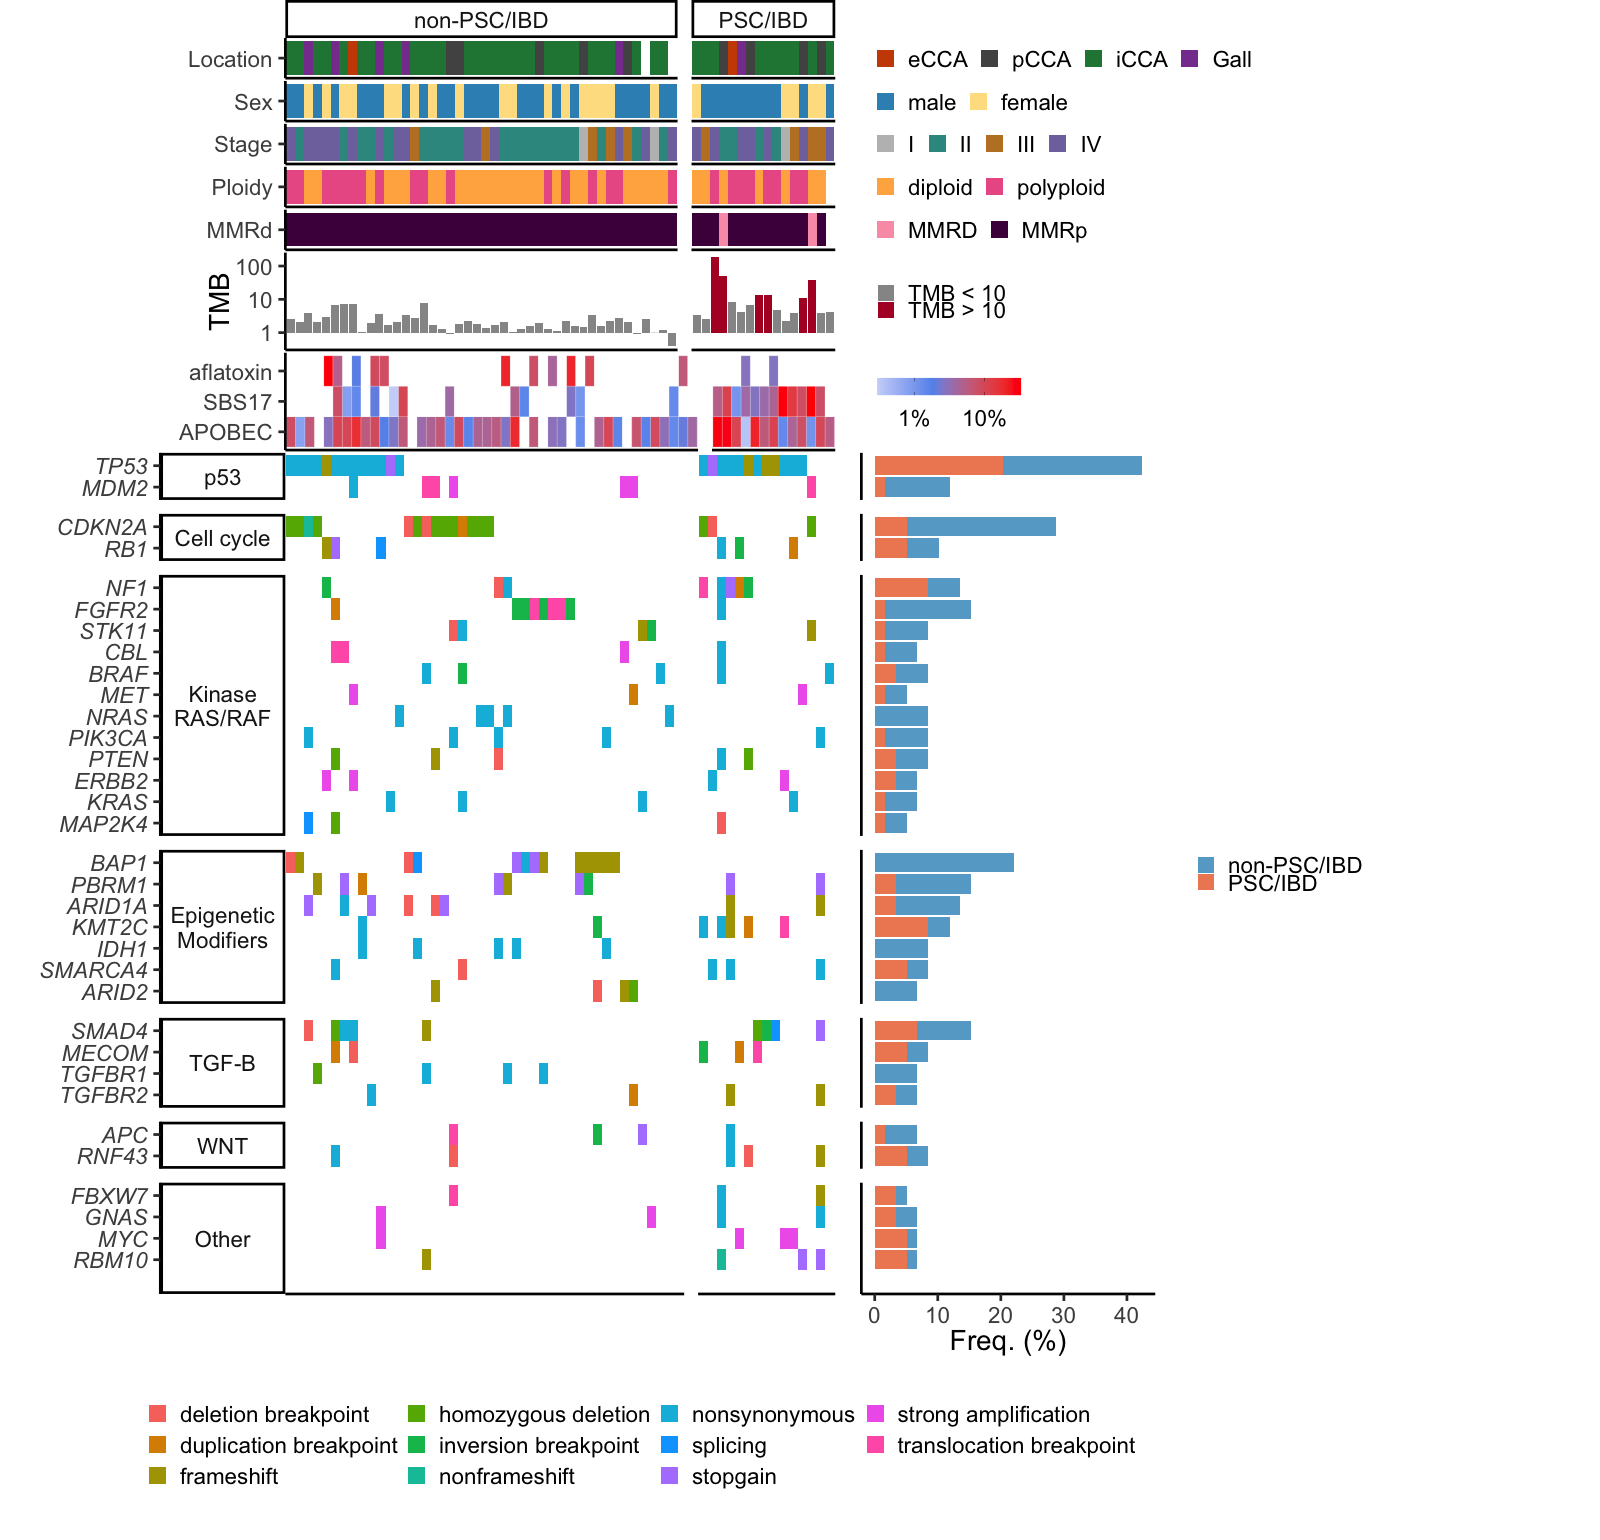 non-PSC/IBD PSC/IBD
Location
eCCA pCCA iCCA Gall
Sex
male female
Stage
I II III IV
Ploidy
diploid polyploid
MMRd
MMRD MMRp
TMB
100
10
1
TMB < 10
TMB > 10
aflatoxin
SBS17
APOBEC
1% 10%
TP53
MDM2
p53
CDKN2A
RB1
Cell cycle
NF1
FGFR2
STK11
CBL
BRAF
MET
NRAS
PIK3CA
PTEN
ERBB2
KRAS
MAP2K4
Kinase
RAS/RAF
BAP1
PBRM1
ARID1A
KMT2C
IDH1
SMARCA4
ARID2
Epigenetic
Modifiers
non-PSC/IBD
PSC/IBD
SMAD4
MECOM
TGFBR1
TGFBR2
TGF-B
APC
RNF43
WNT
FBXW7
GNAS
MYC
RBM10
Other
0 10 20 30 40
Freq. (%)
deletion breakpoint homozygous deletion nonsynonymous strong amplification
duplication breakpoint inversion breakpoint splicing translocation breakpoint
frameshift nonframeshift stopgain